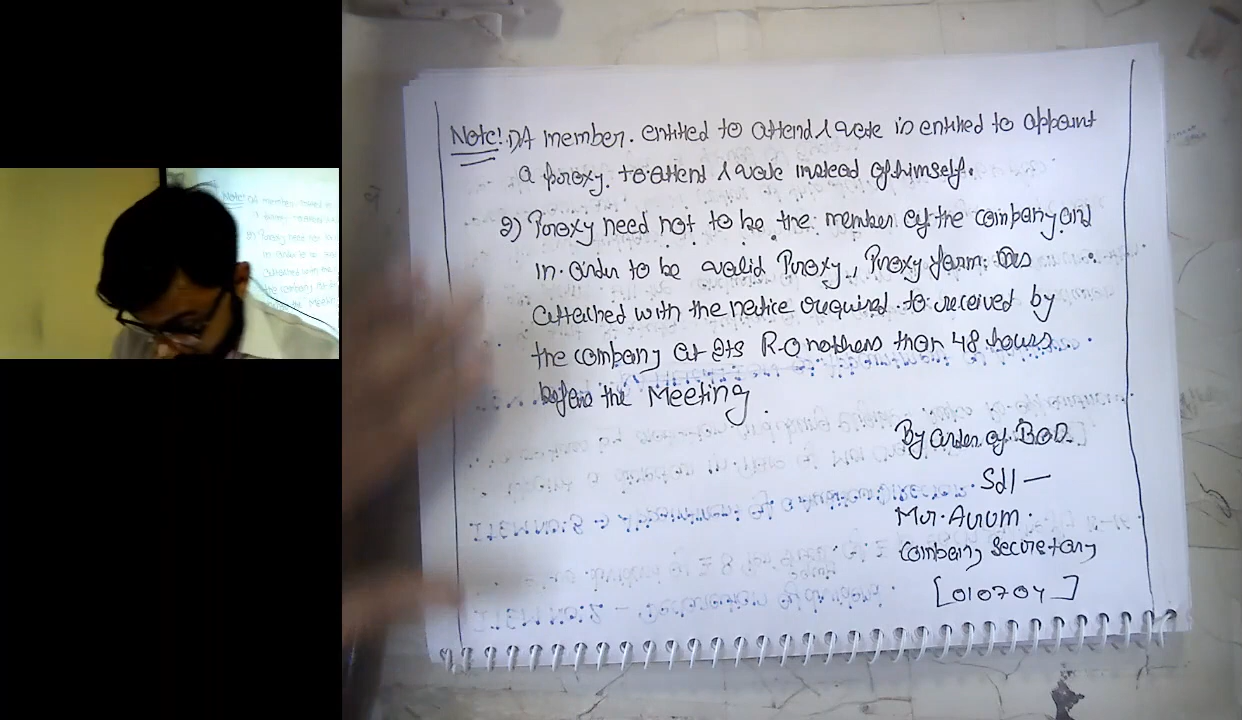 Note: 1) A member. entitled to attend & vote is entitled to appoint
a proxy. to attend & vote instead of himself.
2) Proxy need not to be the member of the company and
in order to be valid Proxy, Proxy form. as
attached with the notice required to received by
the company at its R.O not less than 48 hours
before the Meeting.
By order of BOD.
Sd/-
Mr.
Company Secretary
[010704]